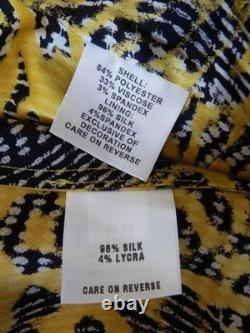 SHELL:
64% POLYESTER
33% VISCOSE
3% SPANDEX
LINING:
96% SILK
4%SPANDEX
EXCLUSIVE OF
DECORATION
CARE ON REVERSE
96% SILK
4% LYCRA
CARE ON REVERSE